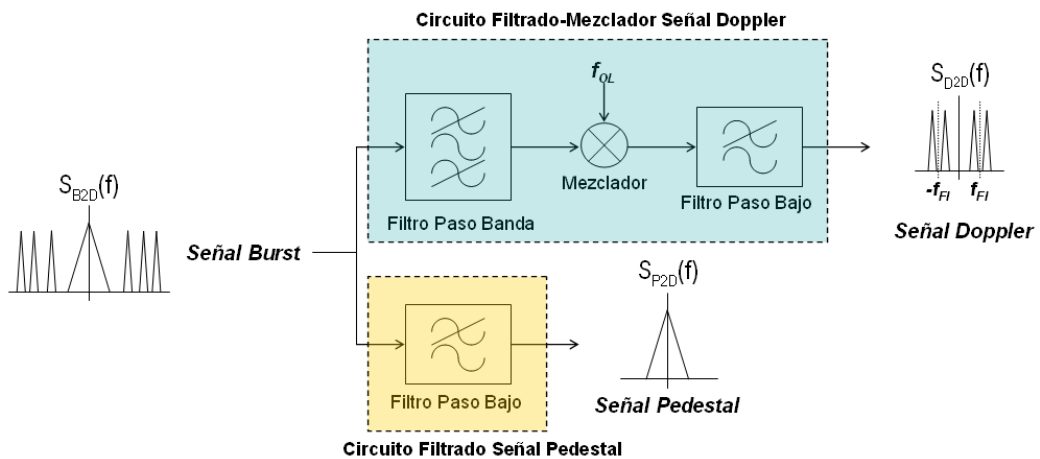 Circuito Filtrado-Mezclador Señal Doppler
f_OL
S_D2D(f)
Mezclador
Filtro Paso Banda
Filtro Paso Bajo
-f_FI f_FI
Señal Doppler
S_B2D(f)
Señal Burst
S_P2D(f)
Filtro Paso Bajo
Señal Pedestal
Circuito Filtrado Señal Pedestal